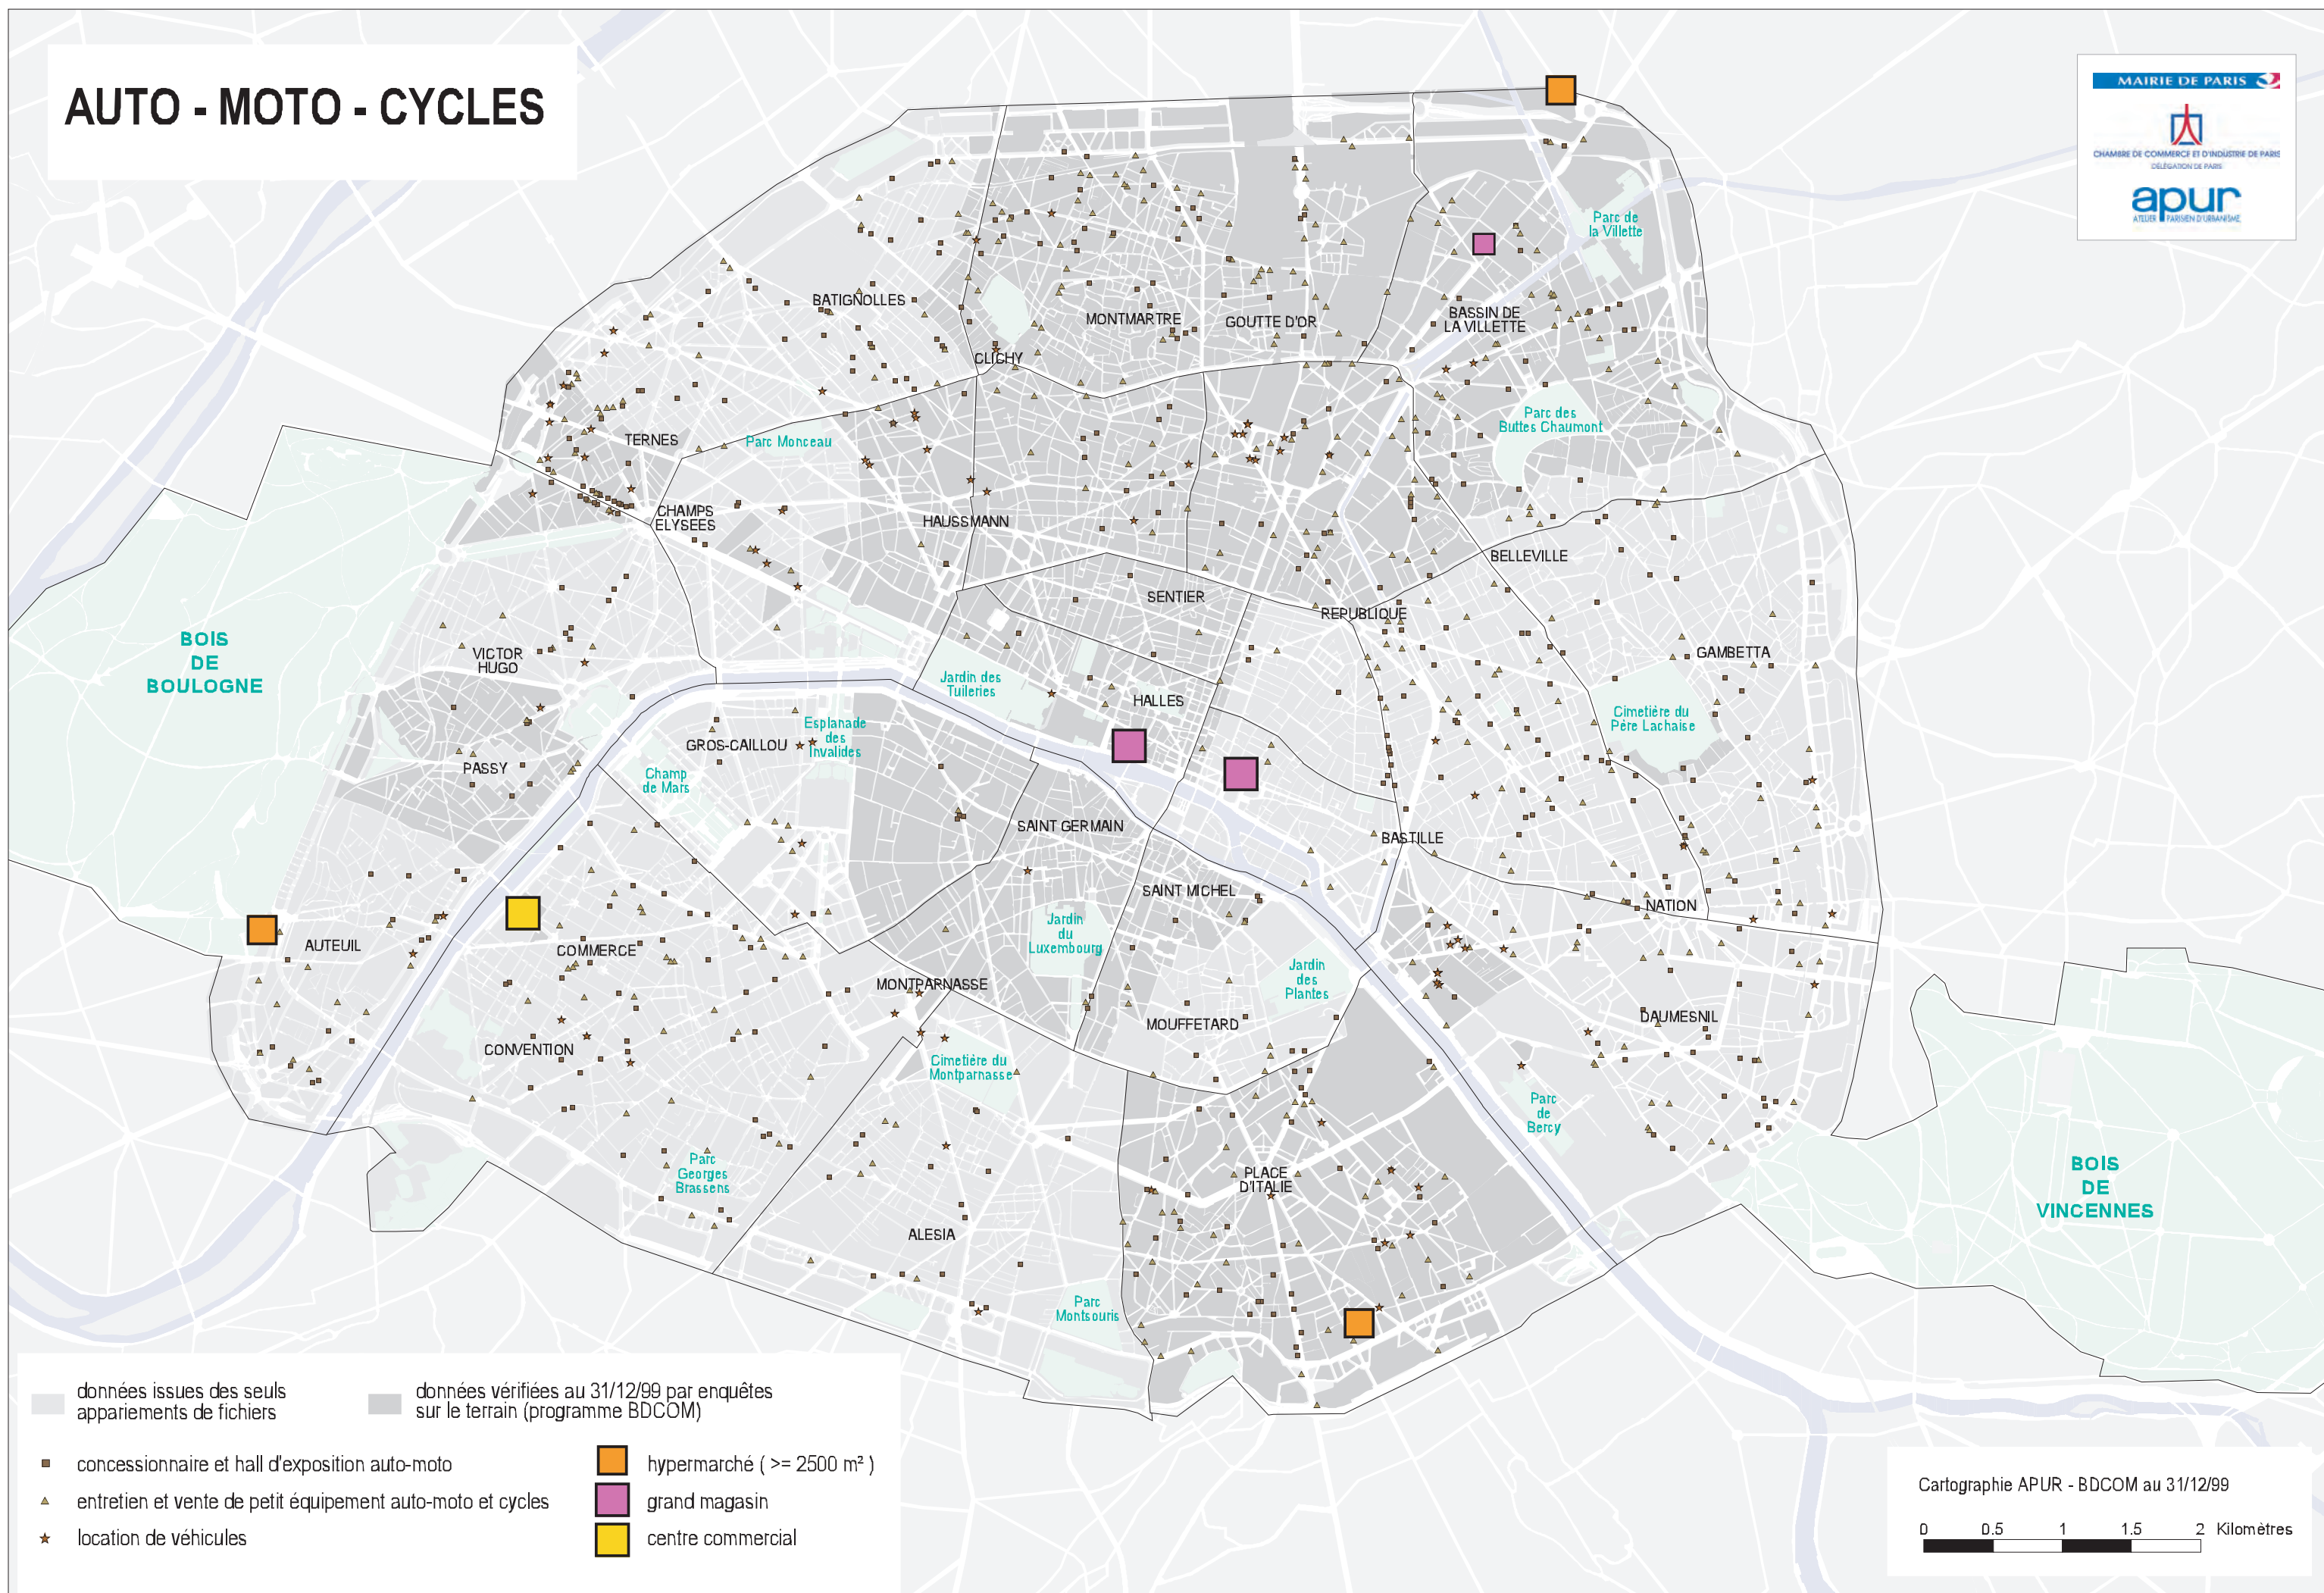 AUTO - MOTO - CYCLES
MAIRIE DE PARIS
CHAMBRE DE COMMERCE ET D'INDUSTRIE DE PARIS
DÉLÉGATION DE PARIS
apur
ATELIER PARISIEN D'URBANISME
Parc de
la Villette
BATIGNOLLES
MONTMARTRE
GOUTTE D'OR
BASSIN DE
LA VILLETTE
CLICHY
Parc des
Buttes Chaumont
TERNES
Parc Monceau
CHAMPS
ELYSEES
HAUSSMANN
BELLEVILLE
SENTIER
REPUBLIQUE
BOIS
DE
BOULOGNE
VICTOR
HUGO
GAMBETTA
Jardin des
Tuileries
HALLES
Cimetière du
Père Lachaise
Esplanade
des
Invalides
GROS-CAILLOU
PASSY
Champ
de Mars
SAINT GERMAIN
BASTILLE
SAINT MICHEL
NATION
Jardin
du
Luxembourg
AUTEUIL
COMMERCE
Jardin
des
Plantes
MONTPARNASSE
MOUFFETARD
DAUMESNIL
CONVENTION
Cimetière du
Montparnasse
Parc
de
Bercy
Parc
Georges
Brassens
PLACE
D'ITALIE
BOIS
DE
VINCENNES
ALESIA
Parc
Montsouris
données issues des seuls
appariements de fichiers
données vérifiées au 31/12/99 par enquêtes
sur le terrain (programme BDCOM)
concessionnaire et hall d'exposition auto-moto
entretien et vente de petit équipement auto-moto et cycles
location de véhicules
hypermarché ( >= 2500 m² )
grand magasin
centre commercial
Cartographie APUR - BDCOM au 31/12/99
0 0.5 1 1.5 2 Kilomètres